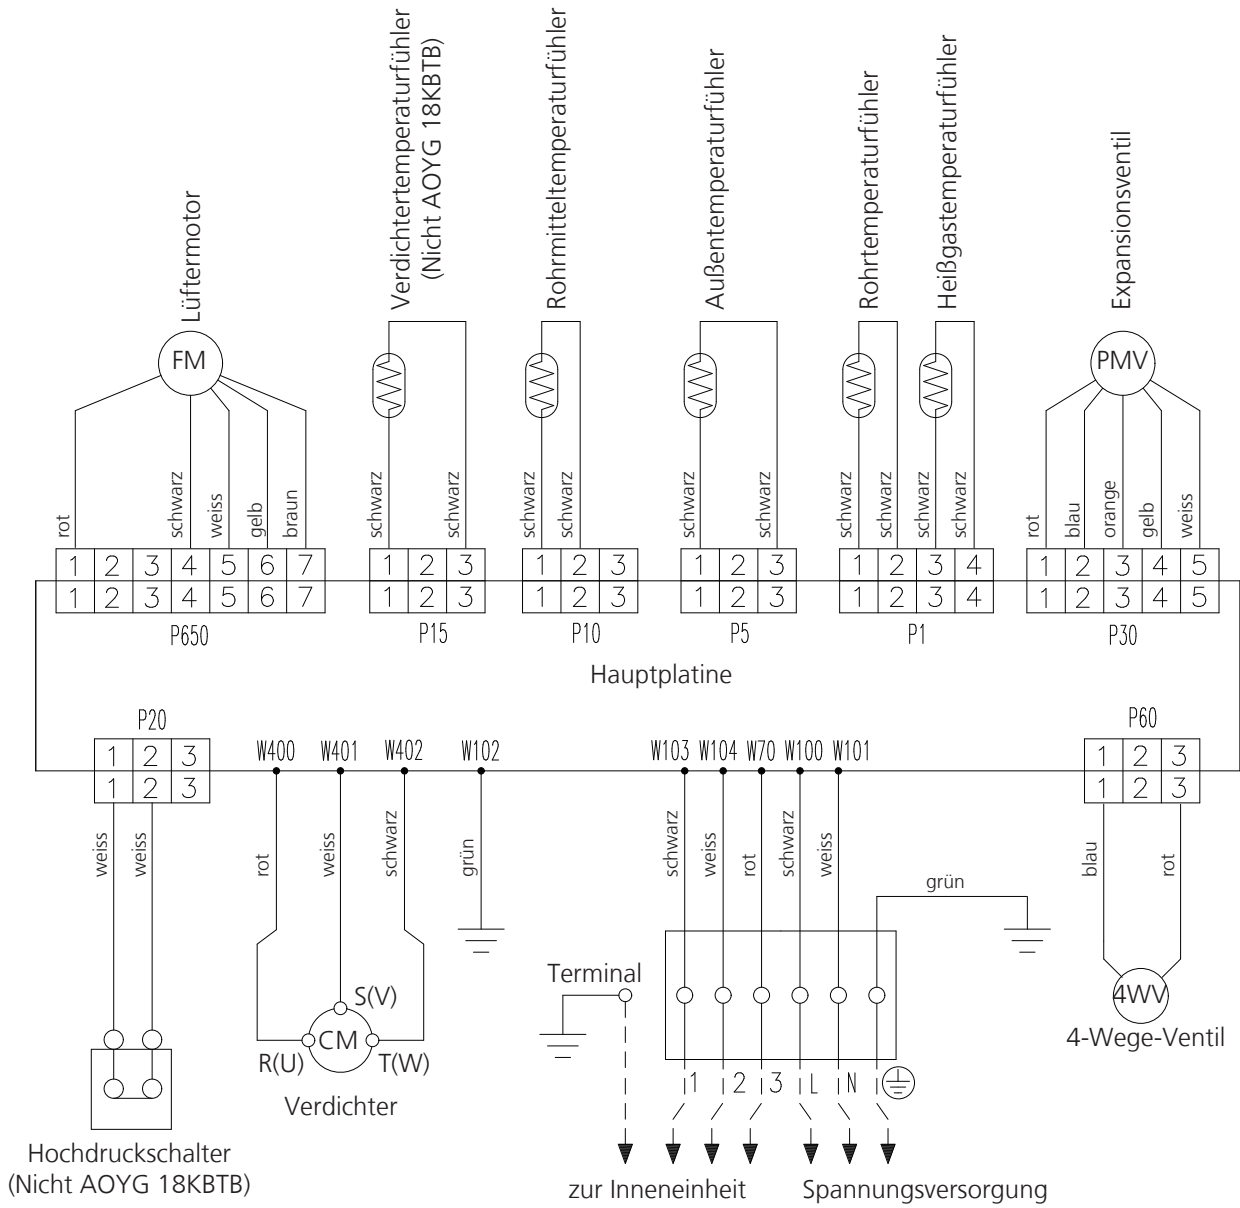 Lüftermotor
Verdichtertemperaturfühler
(Nicht AOYG 18KBTB)
Rohrmitteltemperaturfühler
Außentemperaturfühler
Rohrtemperaturfühler
Heißgastemperaturfühler
Expansionsventil
FM
PMV
rot
schwarz
weiss
gelb
braun
schwarz
schwarz
schwarz
schwarz
schwarz
schwarz
schwarz
schwarz
schwarz
schwarz
rot
blau
orange
gelb
weiss
1 2 3 4 5 6 7
1 2 3
1 2 3
1 2 3
1 2 3 4
1 2 3 4 5
1 2 3 4 5 6 7
1 2 3
1 2 3
1 2 3
1 2 3 4
1 2 3 4 5
P650
P15
P10
P5
P1
P30
Hauptplatine
P20
1 2 3
1 2 3
W400
W401
W402
W102
W103
W104
W70
W100
W101
P60
1 2 3
1 2 3
weiss
weiss
rot
weiss
schwarz
grün
schwarz
weiss
rot
schwarz
weiss
grün
blau
rot
Terminal
S(V)
CM
R(U)
T(W)
Verdichter
4WV
4-Wege-Ventil
1
2
3
L
N
Hochdruckschalter
(Nicht AOYG 18KBTB)
zur Inneneinheit
Spannungsversorgung